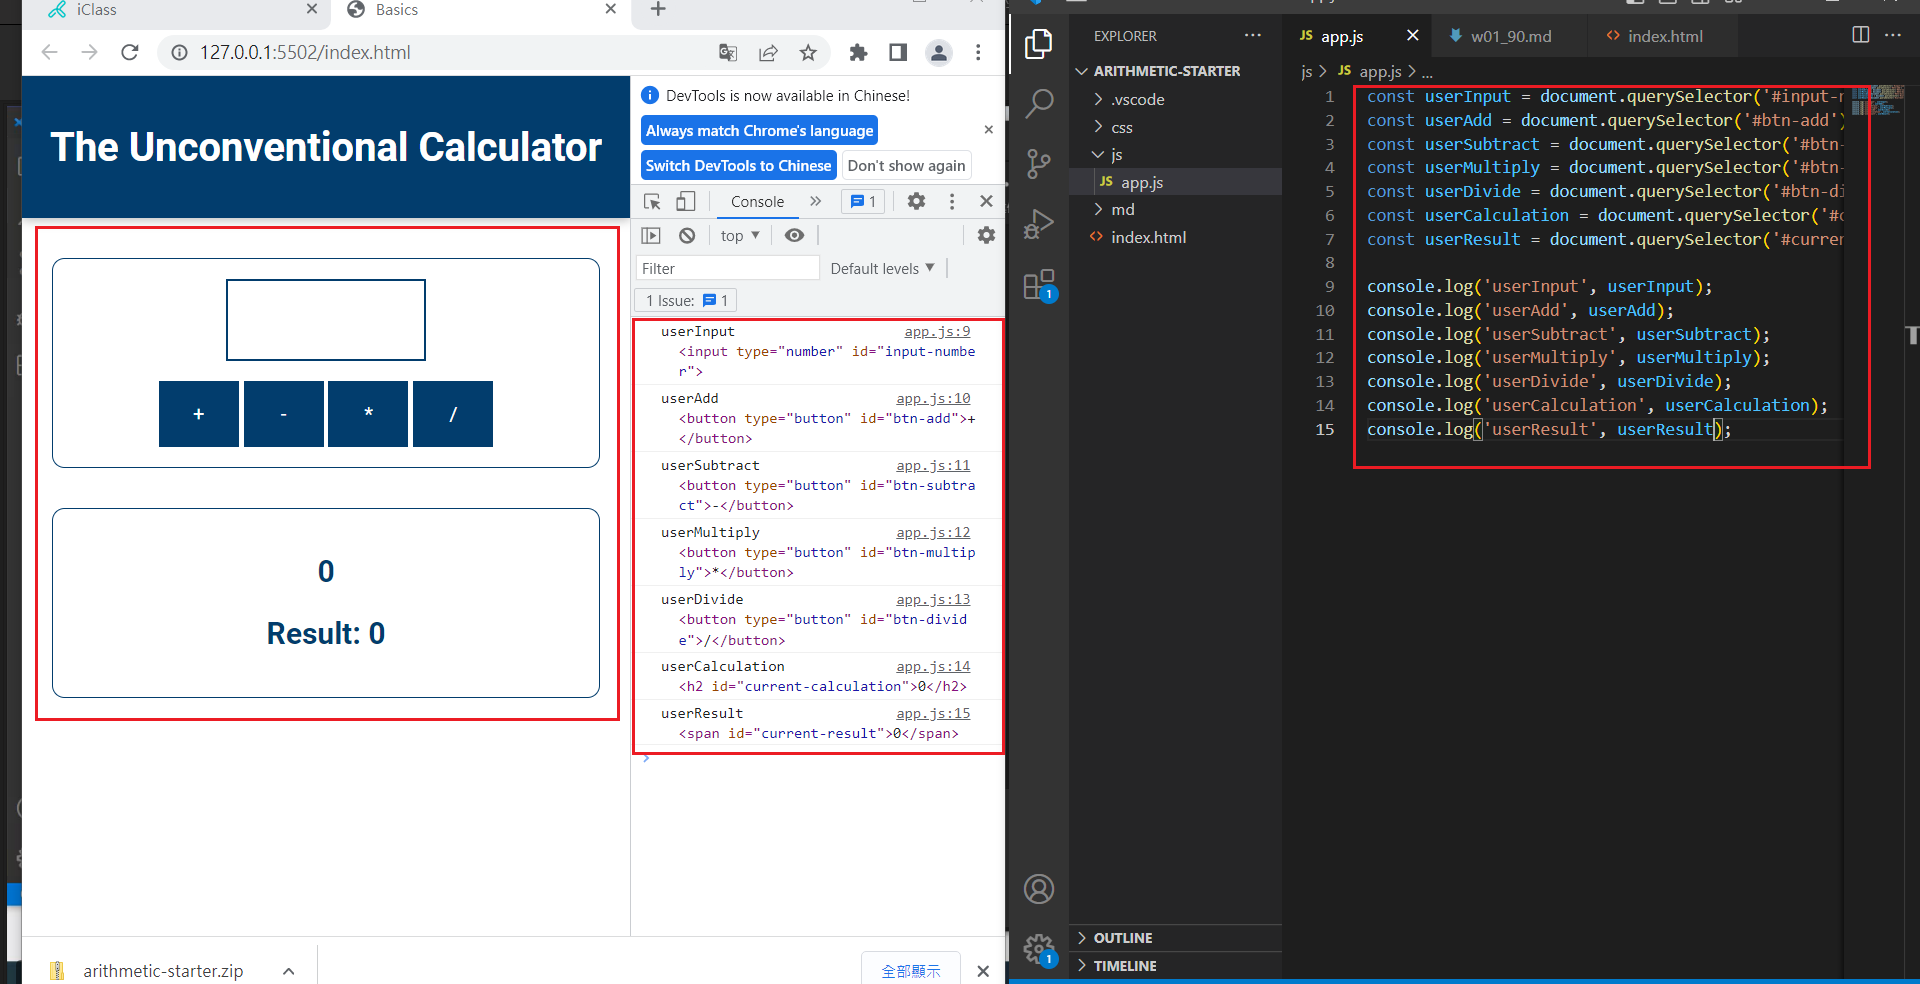 iClass
Basics
127.0.0.1:5502/index.html
The Unconventional Calculator
+ - * /
0
Result: 0
DevTools is now available in Chinese!
Always match Chrome's language
Switch DevTools to Chinese
Don't show again
Console
1
top
Filter
Default levels
1 Issue: 1
userInput app.js:9
<input type="number" id="input-numbe
r">
userAdd app.js:10
<button type="button" id="btn-add">+
</button>
userSubtract app.js:11
<button type="button" id="btn-subtra
ct">-</button>
userMultiply app.js:12
<button type="button" id="btn-multip
ly">*</button>
userDivide app.js:13
<button type="button" id="btn-divid
e">/</button>
userCalculation app.js:14
<h2 id="current-calculation">0</h2>
userResult app.js:15
<span id="current-result">0</span>
arithmetic-starter.zip
全部顯示
EXPLORER
ARITHMETIC-STARTER
.vscode
css
js
JS app.js
md
index.html
OUTLINE
TIMELINE
1
1
JS app.js
w01_90.md
index.html
js > JS app.js > ...
1 const userInput = document.querySelector('#input-
2 const userAdd = document.querySelector('#btn-add')
3 const userSubtract = document.querySelector('#btn-
4 const userMultiply = document.querySelector('#btn-
5 const userDivide = document.querySelector('#btn-di
6 const userCalculation = document.querySelector('#c
7 const userResult = document.querySelector('#curren
8
9 console.log('userInput', userInput);
10 console.log('userAdd', userAdd);
11 console.log('userSubtract', userSubtract);
12 console.log('userMultiply', userMultiply);
13 console.log('userDivide', userDivide);
14 console.log('userCalculation', userCalculation);
15 console.log('userResult', userResult);